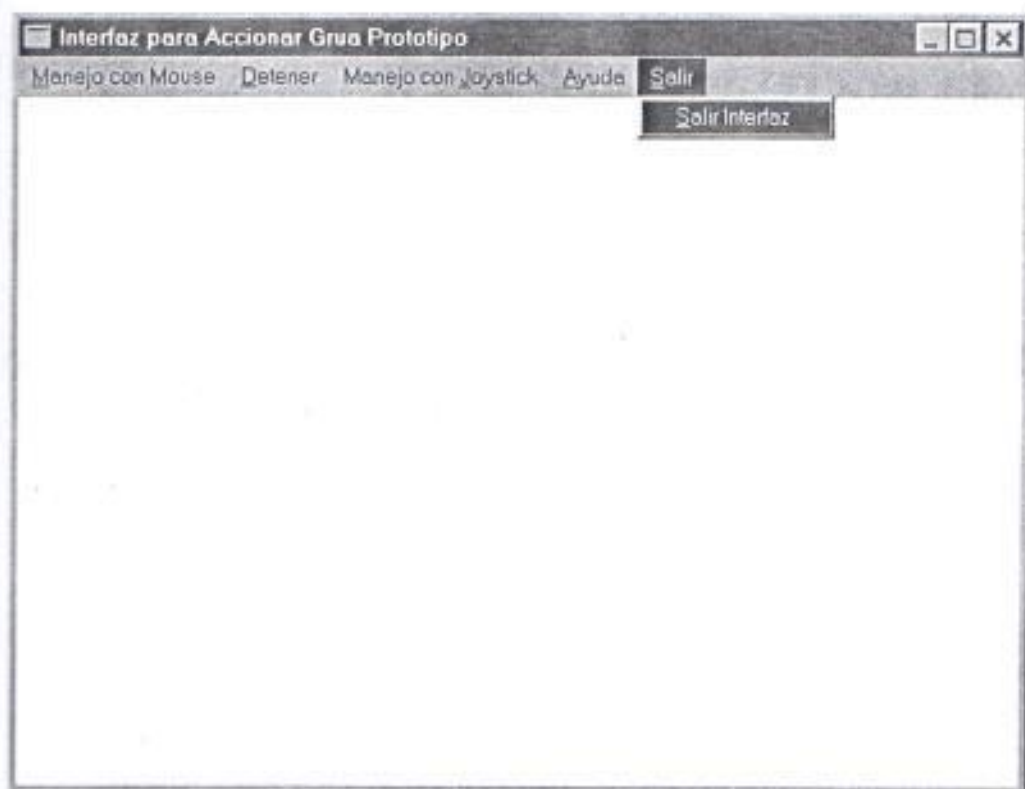 Interfaz para Accionar Grua Prototipo
Manejo con Mouse Detener Manejo con Joystick Ayuda Salir
Salir Interfaz